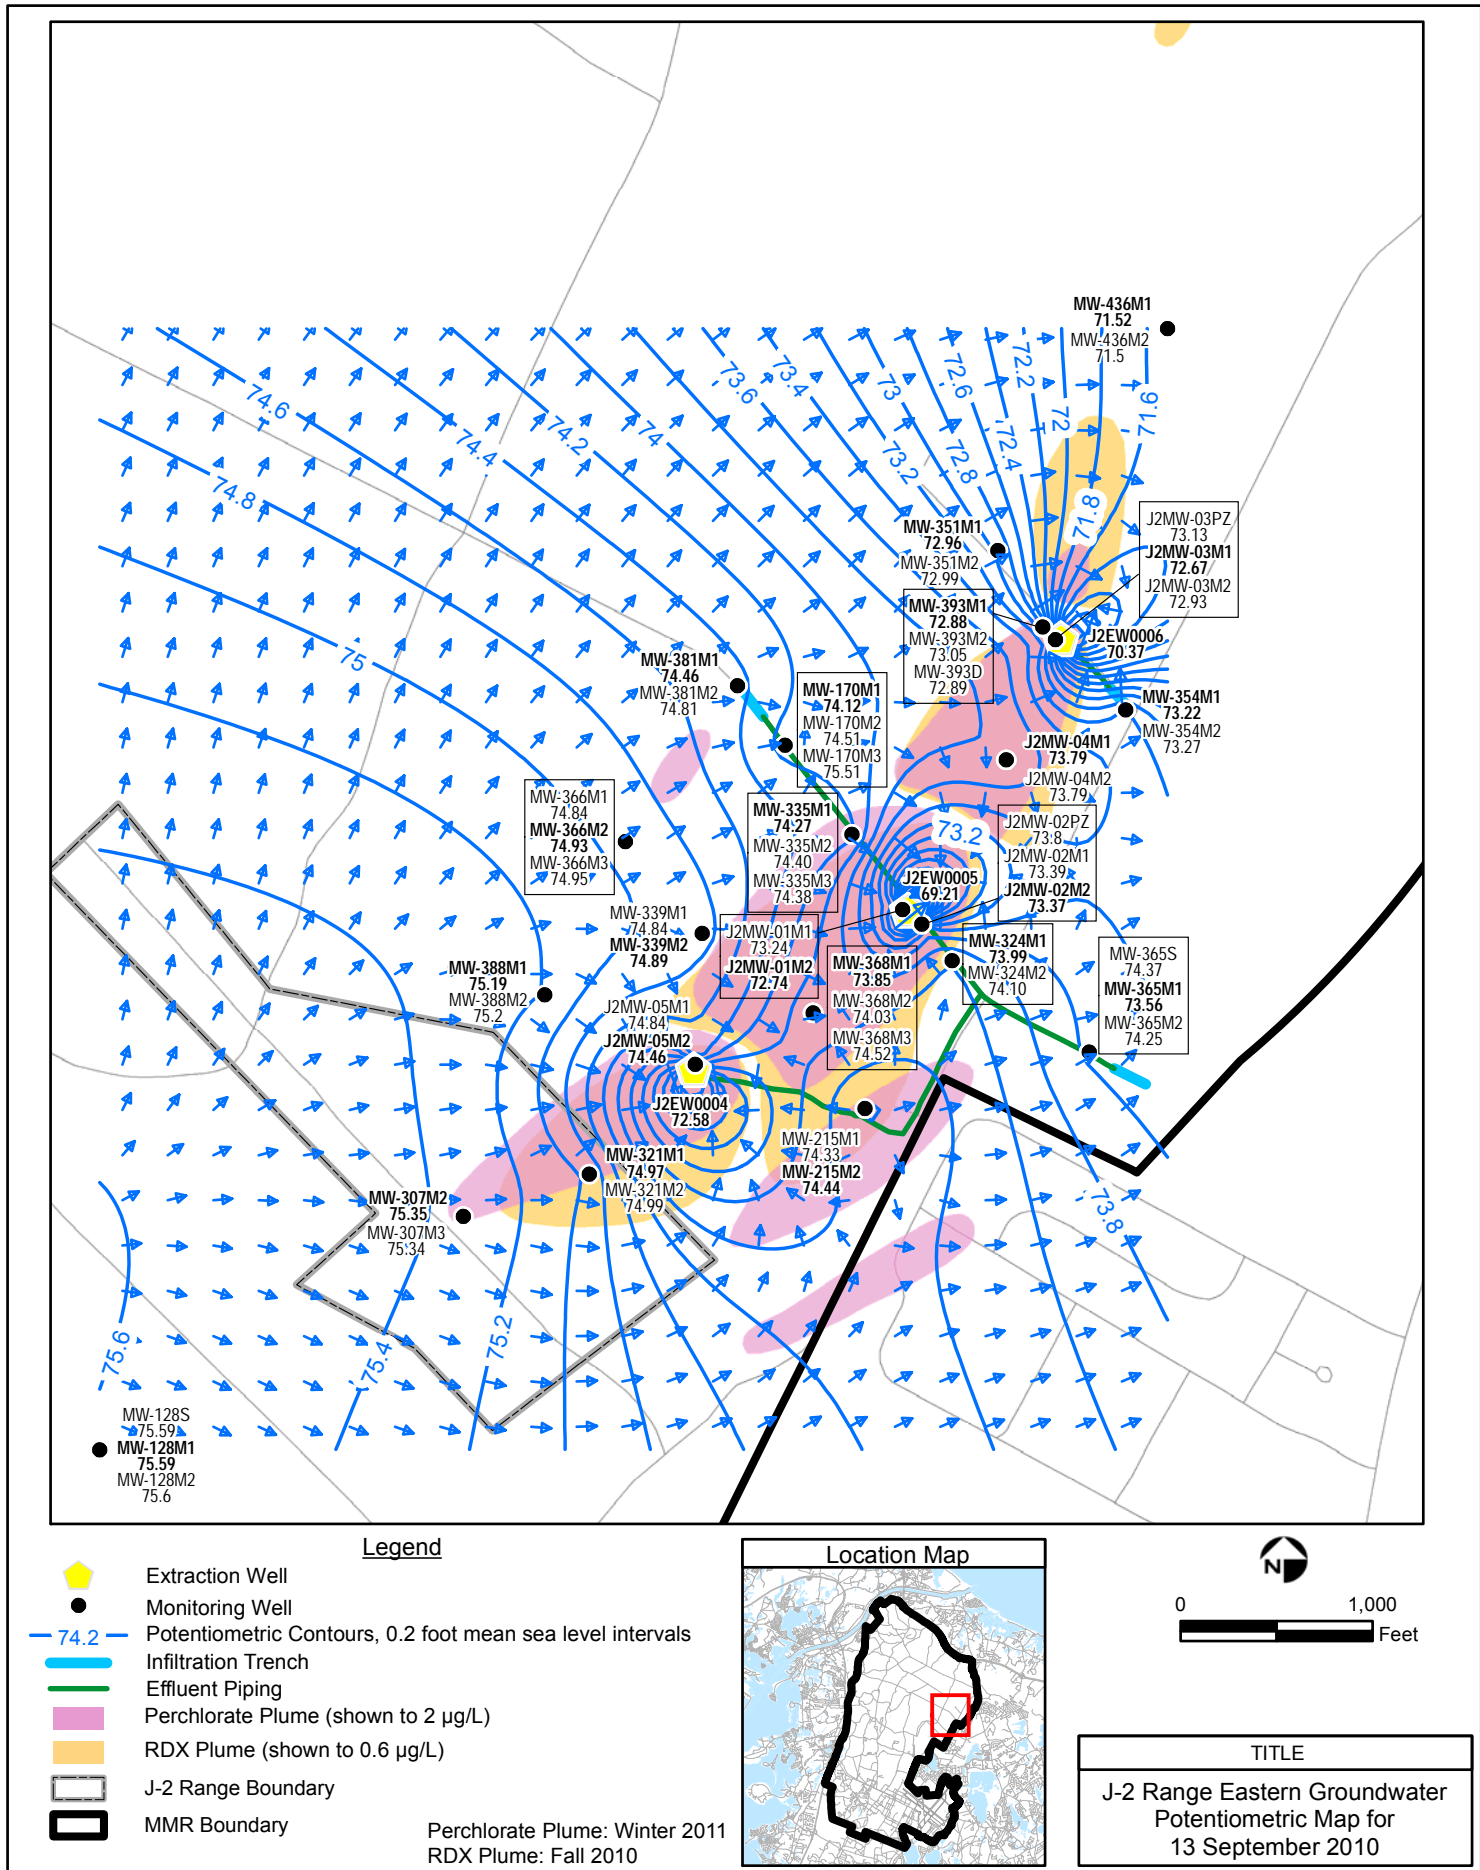 MW-436M1
71.52
MW-436M2
71.5
74.6
74.4
74.2
74
73.6
73.4
73.2
73
72.8
72.6
72.4
72.2
72
71.8
71.6
74.8
75
J2MW-03PZ
73.13
J2MW-03M1
72.67
J2MW-03M2
72.93
MW-351M1
72.96
MW-351M2
72.99
MW-393M1
72.88
MW-393M2
73.05
MW-393D
72.89
J2EW0006
70.37
MW-381M1
74.46
MW-381M2
74.81
MW-170M1
74.12
MW-170M2
74.51
MW-170M3
75.51
MW-354M1
73.22
MW-354M2
73.27
J2MW-04M1
73.79
J2MW-04M2
73.79
MW-366M1
74.84
MW-366M2
74.93
MW-366M3
74.95
MW-335M1
74.27
MW-335M2
74.40
MW-335M3
74.38
73.2
J2MW-02PZ
73.8
J2MW-02M1
73.39
J2MW-02M2
73.37
J2EW0005
69.21
MW-339M1
74.84
MW-339M2
74.89
J2MW-01M1
73.24
J2MW-01M2
72.74
MW-368M1
73.85
MW-368M2
74.03
MW-368M3
74.52
MW-324M1
73.99
MW-324M2
74.10
MW-365S
74.37
MW-365M1
73.56
MW-365M2
74.25
MW-388M1
75.19
MW-388M2
75.2
J2MW-05M1
74.84
J2MW-05M2
74.46
J2EW0004
72.58
MW-215M1
74.33
MW-215M2
74.44
MW-321M1
74.97
MW-321M2
74.99
MW-307M2
75.35
MW-307M3
75.34
73.8
75.6
75.4
75.2
MW-128S
75.59
MW-128M1
75.59
MW-128M2
75.6
Legend
Extraction Well
Monitoring Well
74.2 Potentiometric Contours, 0.2 foot mean sea level intervals
Infiltration Trench
Effluent Piping
Perchlorate Plume (shown to 2 µg/L)
RDX Plume (shown to 0.6 µg/L)
J-2 Range Boundary
MMR Boundary
Perchlorate Plume: Winter 2011
RDX Plume: Fall 2010
Location Map
N
0 1,000
Feet
TITLE
J-2 Range Eastern Groundwater
Potentiometric Map for
13 September 2010